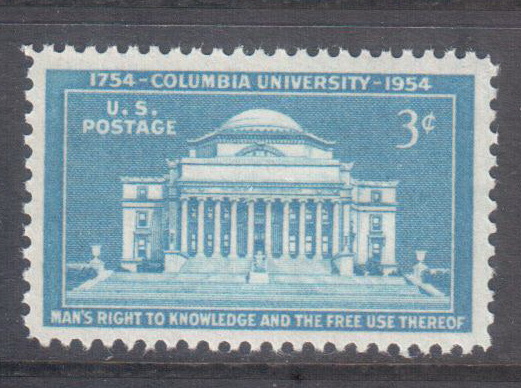 1754-COLUMBIA UNIVERSITY-1954
U.S.
POSTAGE
3¢
MAN'S RIGHT TO KNOWLEDGE AND THE FREE USE THEREOF